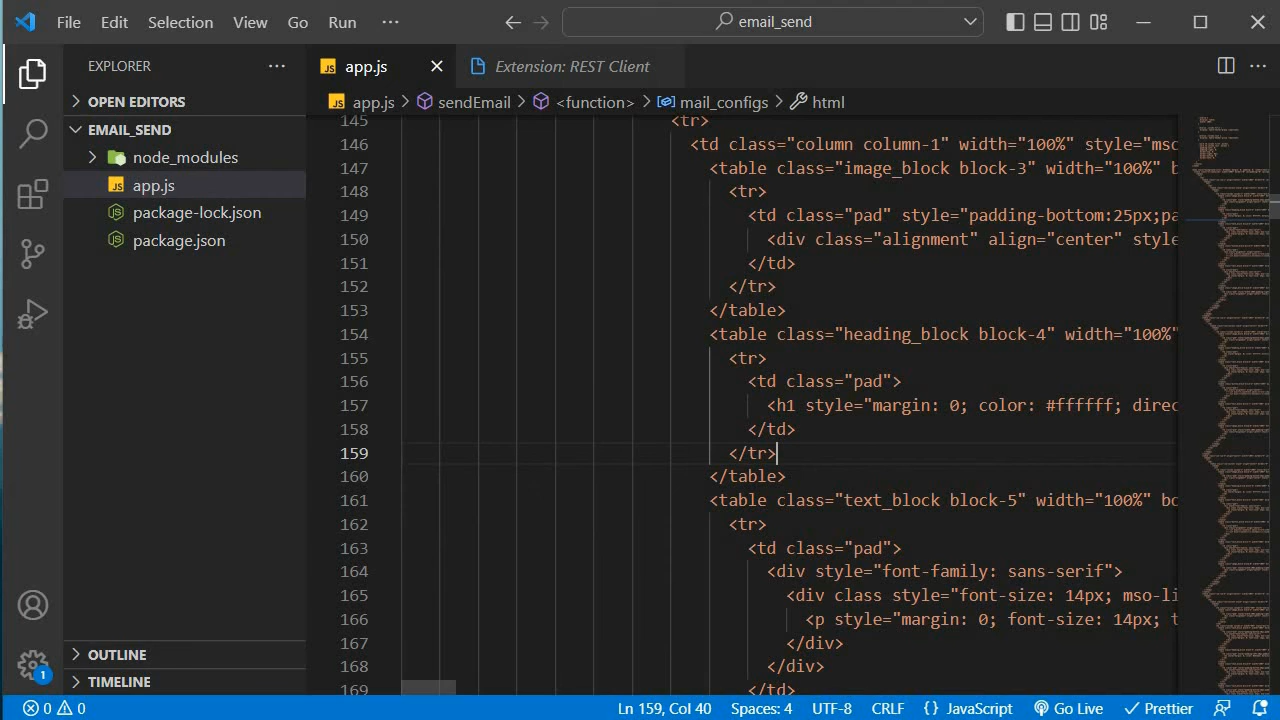 File Edit Selection View Go Run ··· email_send
EXPLORER ···
OPEN EDITORS
EMAIL_SEND
node_modules
JS app.js
package-lock.json
package.json
OUTLINE
TIMELINE
JS app.js Extension: REST Client ···
JS app.js > sendEmail > <function> > mail_configs > html
145 <tr>
146 <td class="column column-1" width="100%" style="msc
147 <table class="image_block block-3" width="100%" b
148 <tr>
149 <td class="pad" style="padding-bottom:25px;pa
150 <div class="alignment" align="center" style
151 </td>
152 </tr>
153 </table>
154 <table class="heading_block block-4" width="100%"
155 <tr>
156 <td class="pad">
157 <h1 style="margin: 0; color: #ffffff; direc
158 </td>
159 </tr>
160 </table>
161 <table class="text_block block-5" width="100%" bc
162 <tr>
163 <td class="pad">
164 <div style="font-family: sans-serif">
165 <div class style="font-size: 14px; mso-li
166 <p style="margin: 0; font-size: 14px; t
167 </div>
168 </div>
169 </td>
1
0 0 Ln 159, Col 40 Spaces: 4 UTF-8 CRLF {} JavaScript Go Live Prettier